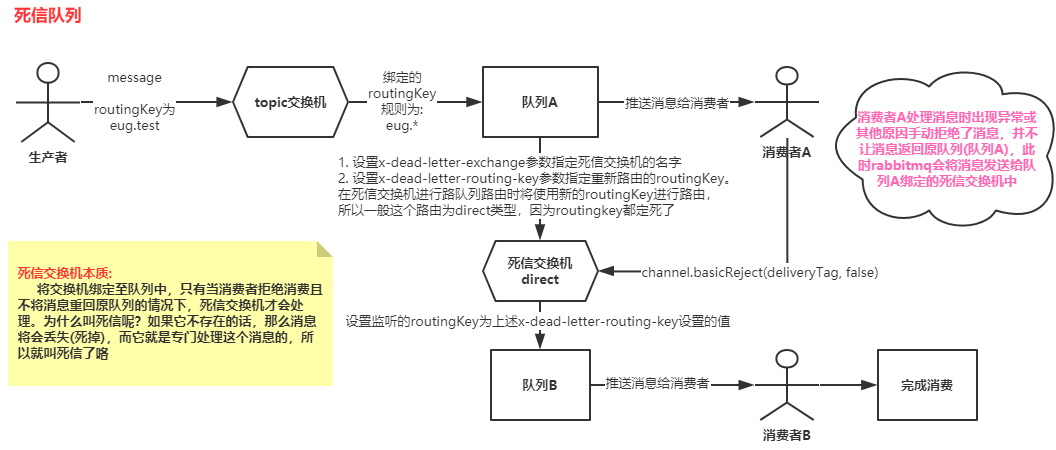 死信队列
message
routingKey为
eug.test
生产者
topic交换机
绑定的
routingKey
规则为:
eug.*
队列A
推送消息给消费者
消费者A
消费者A处理消息时出现异常或
其他原因手动拒绝了消息，并不
让消息返回原队列(队列A)，此
时rabbitmq会将消息发送给队
列A绑定的死信交换机中
1. 设置x-dead-letter-exchange参数指定死信交换机的名字
2. 设置x-dead-letter-routing-key参数指定重新路由的routingKey。
在死信交换机进行路队列路由时将使用新的routingKey进行路由，
所以一般这个路由为direct类型，因为routingkey都定死了
死信交换机
direct
channel.basicReject(deliveryTag, false)
死信交换机本质:
将交换机绑定至队列中，只有当消费者拒绝消费且
不将消息重回原队列的情况下，死信交换机才会处
理。为什么叫死信呢？如果它不存在的话，那么消息
将会丢失(死掉)，而它就是专门处理这个消息的，所
以就叫死信了咯
设置监听的routingKey为上述x-dead-letter-routing-key设置的值
队列B
推送消息给消费者
消费者B
完成消费